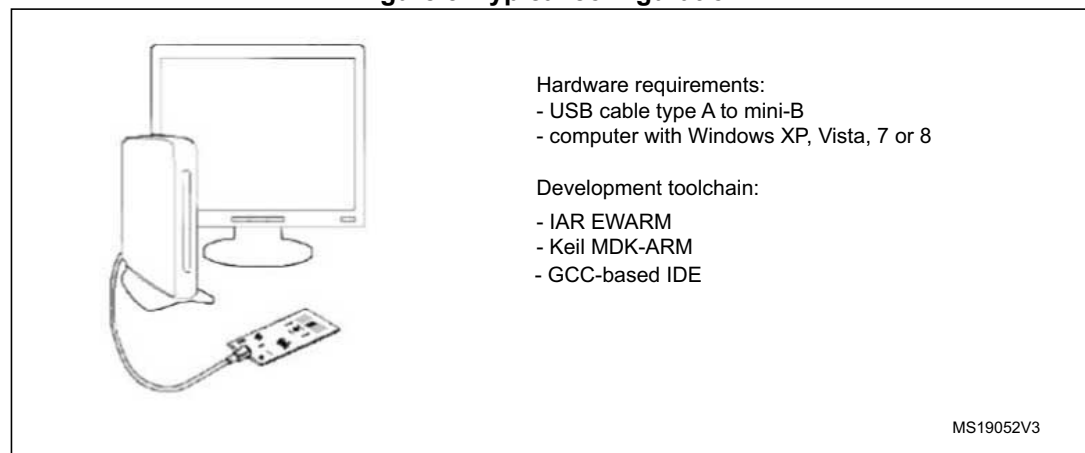 Hardware requirements:
- USB cable type A to mini-B
- computer with Windows XP, Vista, 7 or 8
Development toolchain:
- IAR EWARM
- Keil MDK-ARM
- GCC-based IDE
MS19052V3